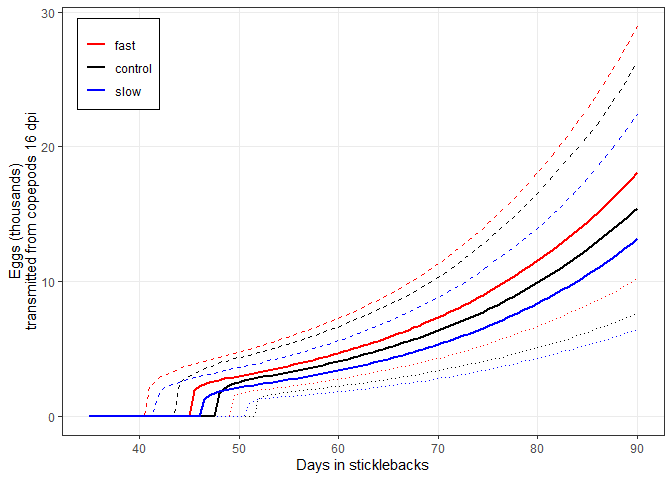 30
20
10
0
Eggs (thousands)
transmitted from copepods 16 dpi
fast
control
slow
40 50 60 70 80 90
Days in sticklebacks